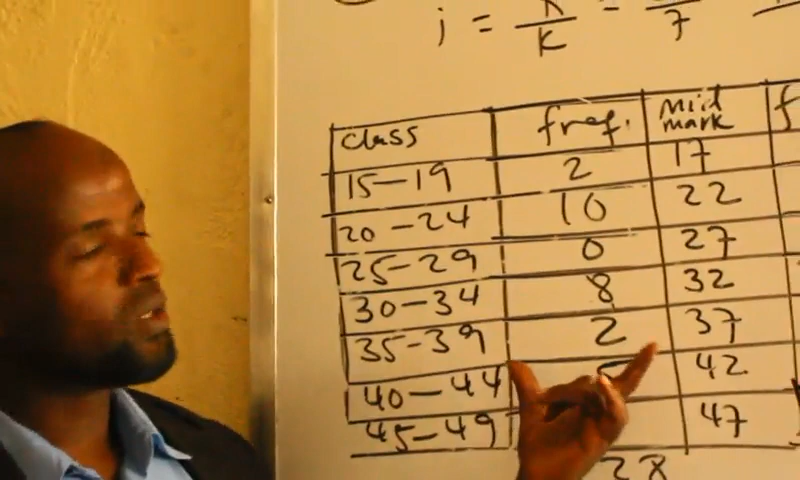 i = R/K = /7
class freq. Mid mark f
15-19 2 17
20-24 10 22
25-29 0 27
30-34 8 32
35-39 2 37
40-44 42
45-49 47
28